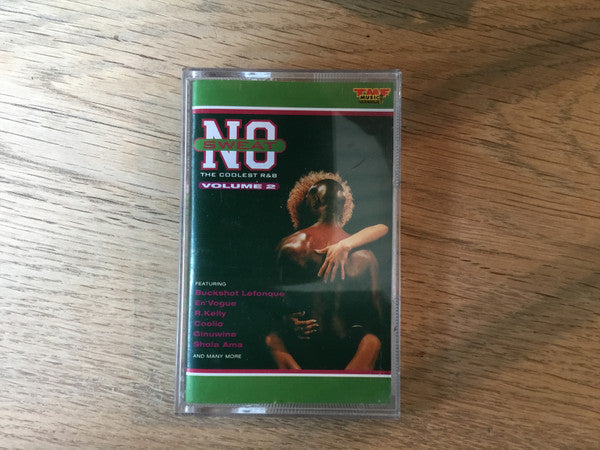 TMF
MUSIC
NO
SWEAT
THE COOLEST R&B
VOLUME 2
FEATURING
Buckshot Lefonque
En Vogue
R.Kelly
Coolio
Ginuwine
Shola Ama
AND MANY MORE